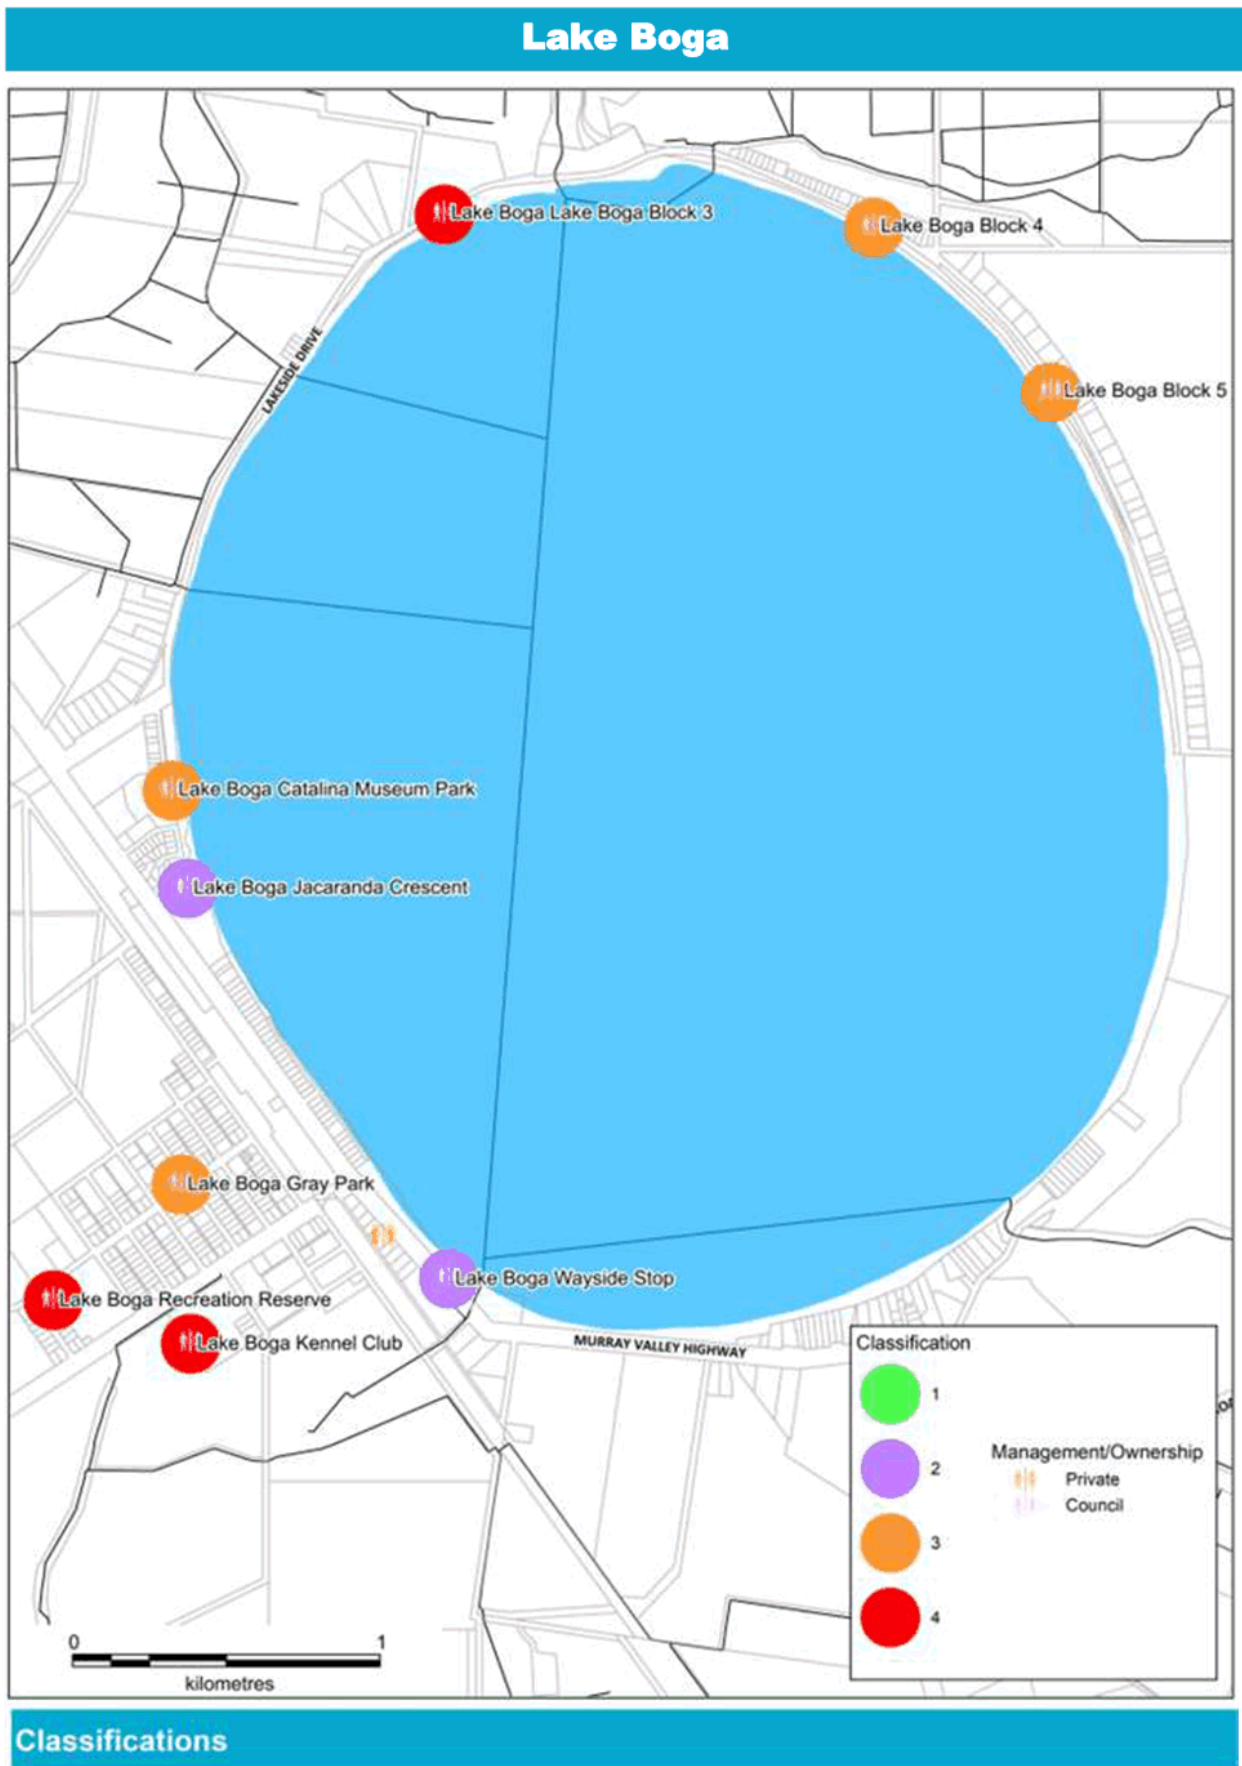 Lake Boga
Lake Boga Lake Boga Block 3
Lake Boga Block 4
LAKESIDE DRIVE
Lake Boga Block 5
Lake Boga Catalina Museum Park
Lake Boga Jacaranda Crescent
Lake Boga Gray Park
Lake Boga Wayside Stop
Lake Boga Recreation Reserve
Lake Boga Kennel Club
MURRAY VALLEY HIGHWAY
Classification
1
2
3
4
Management/Ownership
Private
Council
0 1
kilometres
Classifications